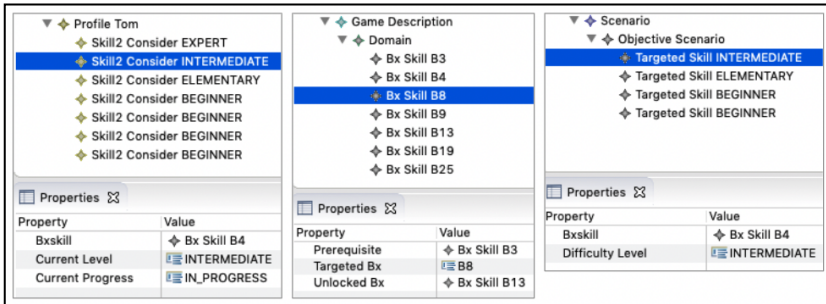 Profile Tom
Skill2 Consider EXPERT
Skill2 Consider INTERMEDIATE
Skill2 Consider ELEMENTARY
Skill2 Consider BEGINNER
Skill2 Consider BEGINNER
Skill2 Consider BEGINNER
Skill2 Consider BEGINNER
Properties
Property Value
Bxskill Bx Skill B4
Current Level INTERMEDIATE
Current Progress IN_PROGRESS
Game Description
Domain
Bx Skill B3
Bx Skill B4
Bx Skill B8
Bx Skill B9
Bx Skill B13
Bx Skill B19
Bx Skill B25
Properties
Property Value
Prerequisite Bx Skill B3
Targeted Bx B8
Unlocked Bx Bx Skill B13
Scenario
Objective Scenario
Targeted Skill INTERMEDIATE
Targeted Skill ELEMENTARY
Targeted Skill BEGINNER
Targeted Skill BEGINNER
Properties
Property Value
Bxskill Bx Skill B4
Difficulty Level INTERMEDIATE